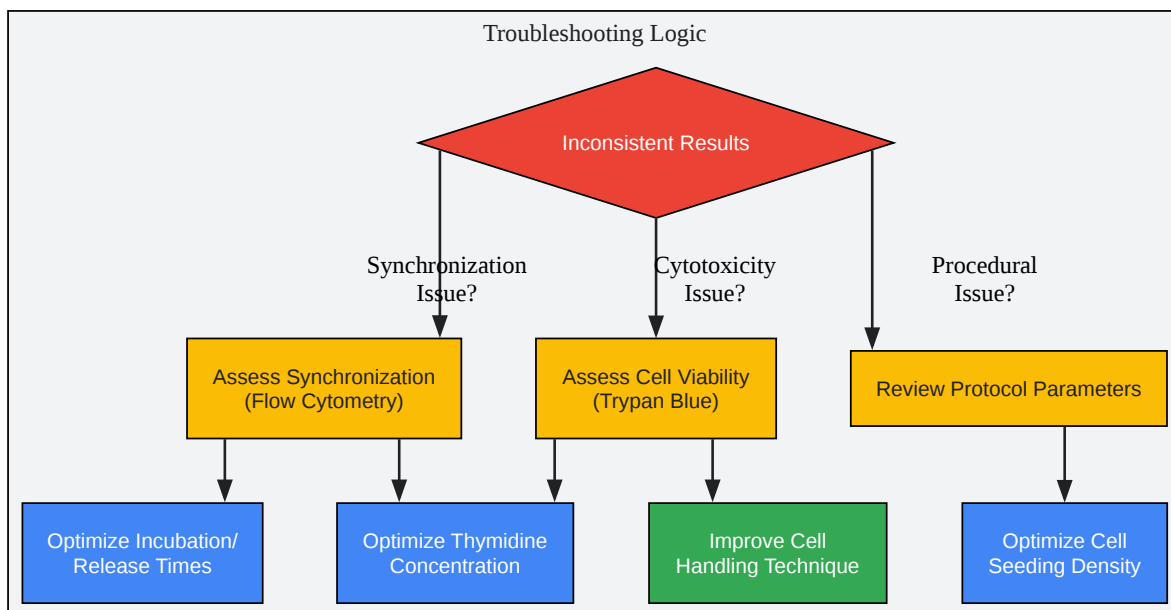 Troubleshooting Logic
Inconsistent Results
Synchronization
Issue?
Cytotoxicity
Issue?
Procedural
Issue?
Assess Synchronization
(Flow Cytometry)
Assess Cell Viability
(Trypan Blue)
Review Protocol Parameters
Optimize Incubation/
Release Times
Optimize Thymidine
Concentration
Improve Cell
Handling Technique
Optimize Cell
Seeding Density